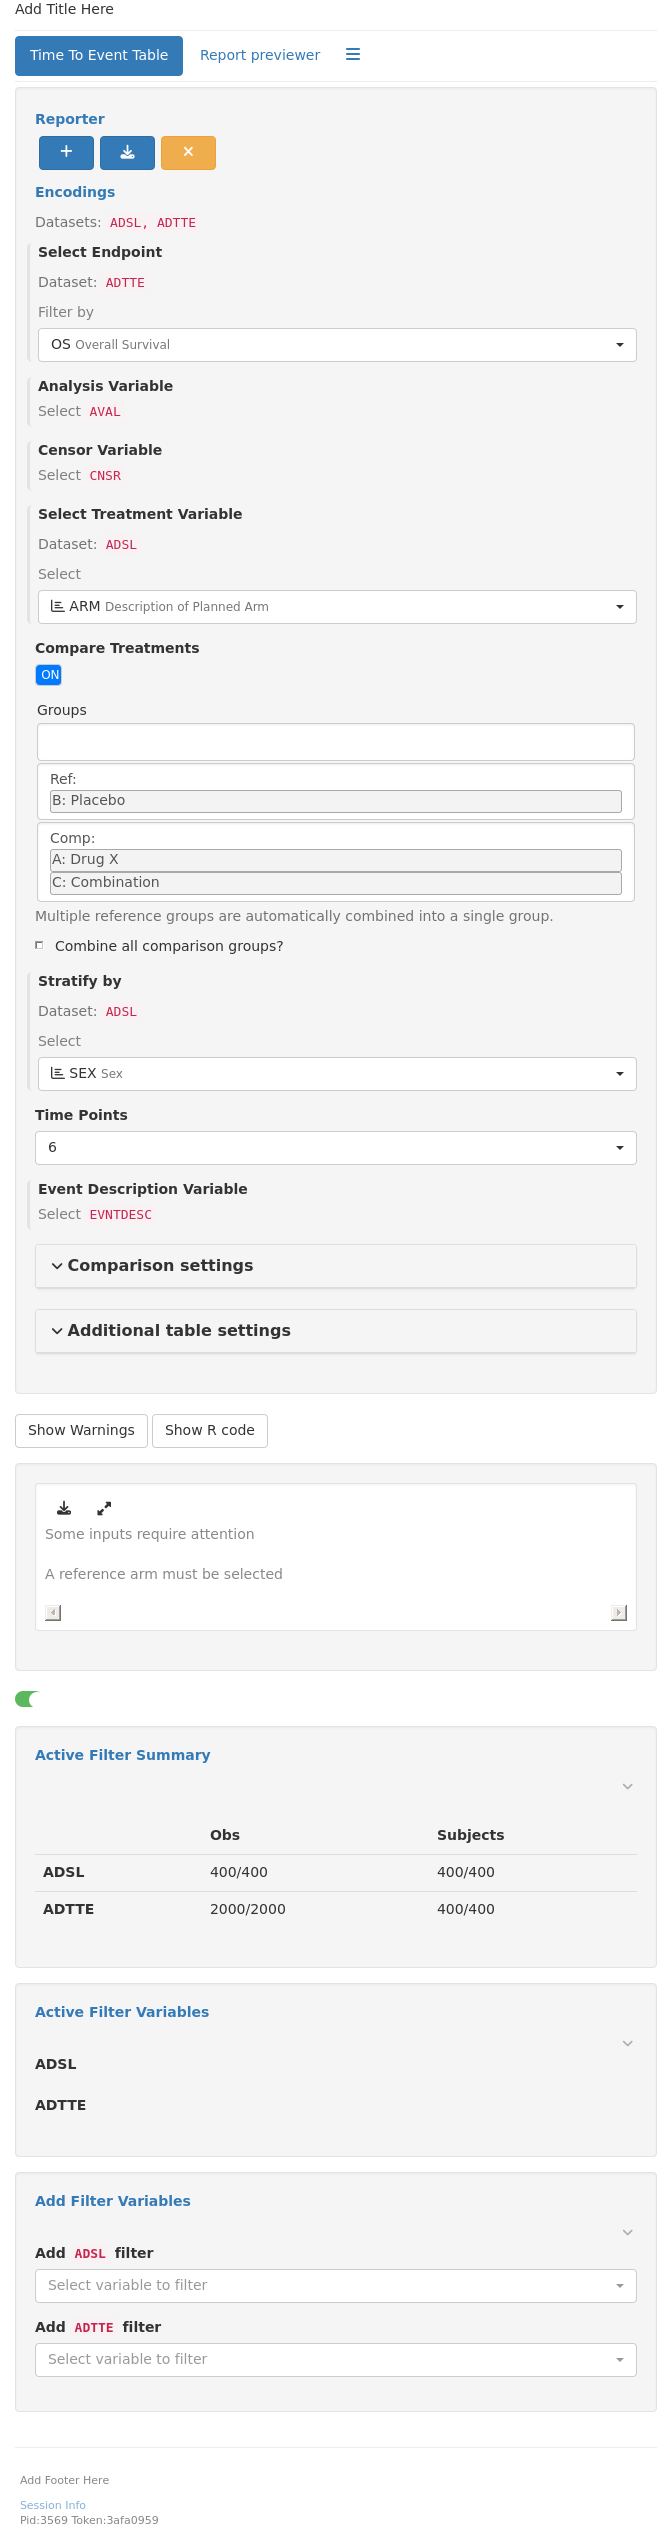 Add Title Here
Time To Event Table Report previewer
Reporter
Encodings
Datasets: ADSL, ADTTE
Select Endpoint
Dataset: ADTTE
Filter by
OS Overall Survival
Analysis Variable
Select AVAL
Censor Variable
Select CNSR
Select Treatment Variable
Dataset: ADSL
Select
ARM Description of Planned Arm
Compare Treatments
ON
Groups
Ref:
B: Placebo
Comp:
A: Drug X
C: Combination
Multiple reference groups are automatically combined into a single group.
Combine all comparison groups?
Stratify by
Dataset: ADSL
Select
SEX Sex
Time Points
6
Event Description Variable
Select EVNTDESC
Comparison settings
Additional table settings
Show Warnings Show R code
Some inputs require attention
A reference arm must be selected
Active Filter Summary
Obs Subjects
ADSL 400/400 400/400
ADTTE 2000/2000 400/400
Active Filter Variables
ADSL
ADTTE
Add Filter Variables
Add ADSL filter
Select variable to filter
Add ADTTE filter
Select variable to filter
Add Footer Here
Session Info
Pid:3569 Token:3afa0959